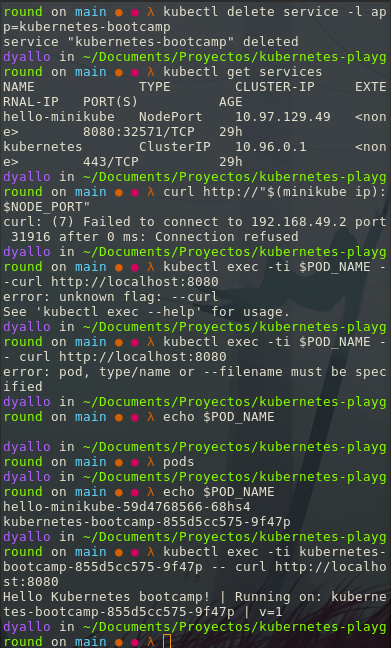 round on main ● ● λ kubectl delete service -l ap
p=kubernetes-bootcamp
service "kubernetes-bootcamp" deleted
dyallo in ~/Documents/Proyectos/kubernetes-playg
round on main ● ● λ kubectl get services
NAME             TYPE        CLUSTER-IP     EXTE
RNAL-IP   PORT(S)          AGE
hello-minikube   NodePort    10.97.129.49   <non
e>        8080:32571/TCP   29h
kubernetes       ClusterIP   10.96.0.1      <non
e>        443/TCP          29h
dyallo in ~/Documents/Proyectos/kubernetes-playg
round on main ● ● λ curl http://"$(minikube ip):
$NODE_PORT"
curl: (7) Failed to connect to 192.168.49.2 port
 31916 after 0 ms: Connection refused
dyallo in ~/Documents/Proyectos/kubernetes-playg
round on main ● ● λ kubectl exec -ti $POD_NAME -
-curl http://localhost:8080
error: unknown flag: --curl
See 'kubectl exec --help' for usage.
dyallo in ~/Documents/Proyectos/kubernetes-playg
round on main ● ● λ kubectl exec -ti $POD_NAME -
- curl http://localhost:8080
error: pod, type/name or --filename must be spec
ified
dyallo in ~/Documents/Proyectos/kubernetes-playg
round on main ● ● λ echo $POD_NAME

dyallo in ~/Documents/Proyectos/kubernetes-playg
round on main ● ● λ pods
dyallo in ~/Documents/Proyectos/kubernetes-playg
round on main ● ● λ echo $POD_NAME
hello-minikube-59d4768566-68hs4
kubernetes-bootcamp-855d5cc575-9f47p
dyallo in ~/Documents/Proyectos/kubernetes-playg
round on main ● ● λ kubectl exec -ti kubernetes-
bootcamp-855d5cc575-9f47p -- curl http://localho
st:8080
Hello Kubernetes bootcamp! | Running on: kuberne
tes-bootcamp-855d5cc575-9f47p | v=1
dyallo in ~/Documents/Proyectos/kubernetes-playg
round on main ● ● λ